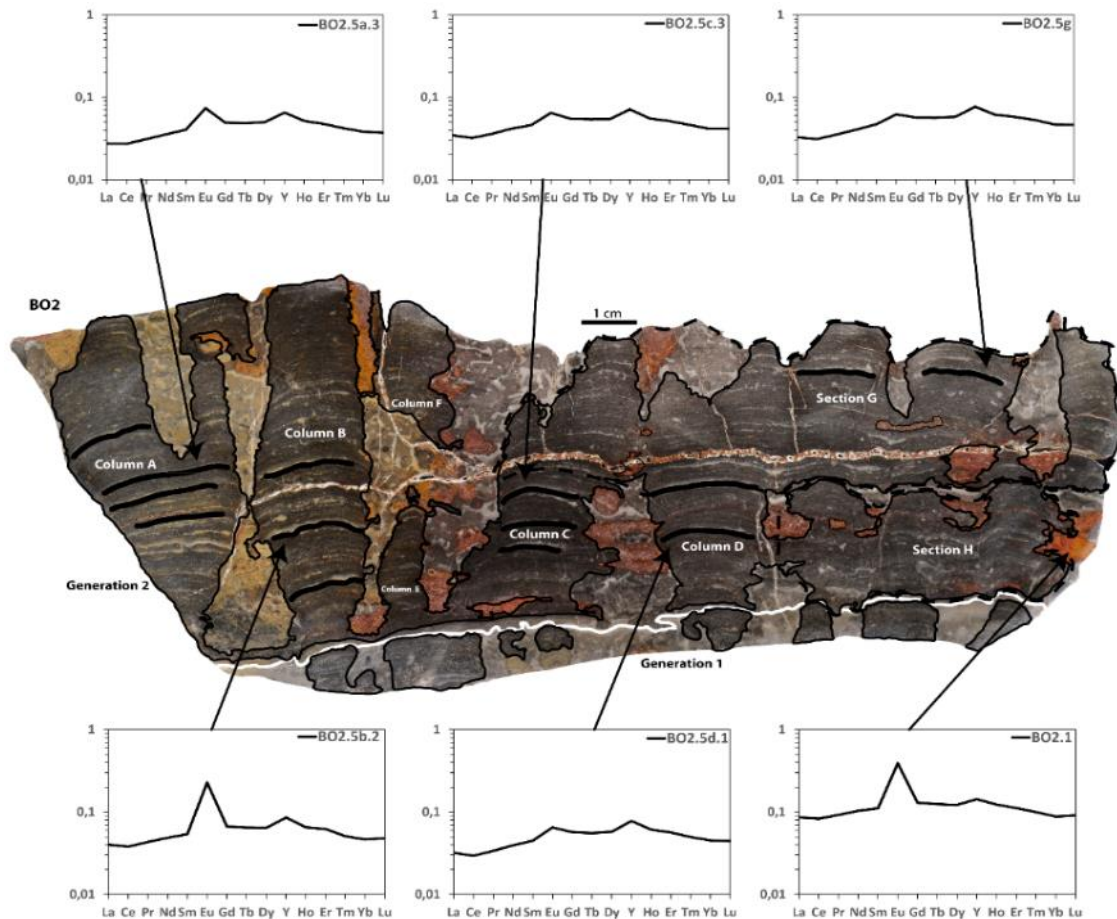 BO2.5a.3
1
0,1
0,01
La Ce Pr Nd Sm Eu Gd Tb Dy Y Ho Er Tm Yb Lu
BO2.5c.3
1
0,1
0,01
La Ce Pr Nd Sm Eu Gd Tb Dy Y Ho Er Tm Yb Lu
BO2.5g
1
0,1
0,01
La Ce Pr Nd Sm Eu Gd Tb Dy Y Ho Er Tm Yb Lu
BO2
1 cm
Column F
Section G
Column B
Column A
Column C
Column D
Section H
Generation 2
Generation 1
BO2.5b.2
1
0,1
0,01
La Ce Pr Nd Sm Eu Gd Tb Dy Y Ho Er Tm Yb Lu
BO2.5d.1
1
0,1
0,01
La Ce Pr Nd Sm Eu Gd Tb Dy Y Ho Er Tm Yb Lu
BO2.1
1
0,1
0,01
La Ce Pr Nd Sm Eu Gd Tb Dy Y Ho Er Tm Yb Lu